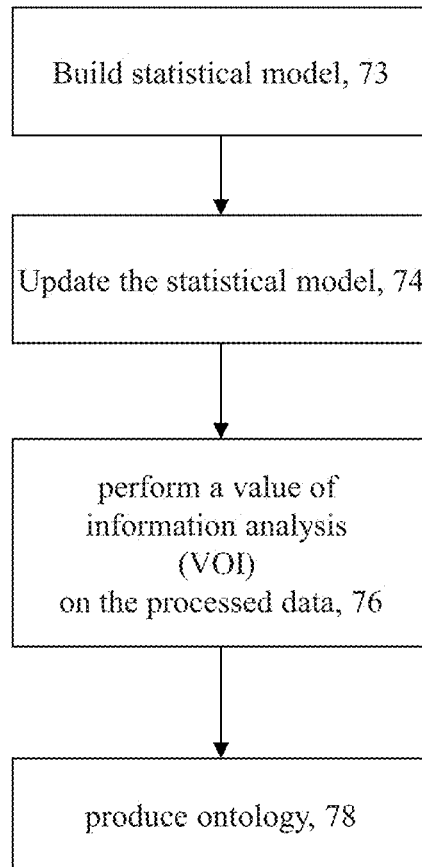 Build statistical model, 73
Update the statistical model, 74
perform a value of
information analysis
(VOI)
on the processed data, 76
produce ontology, 78